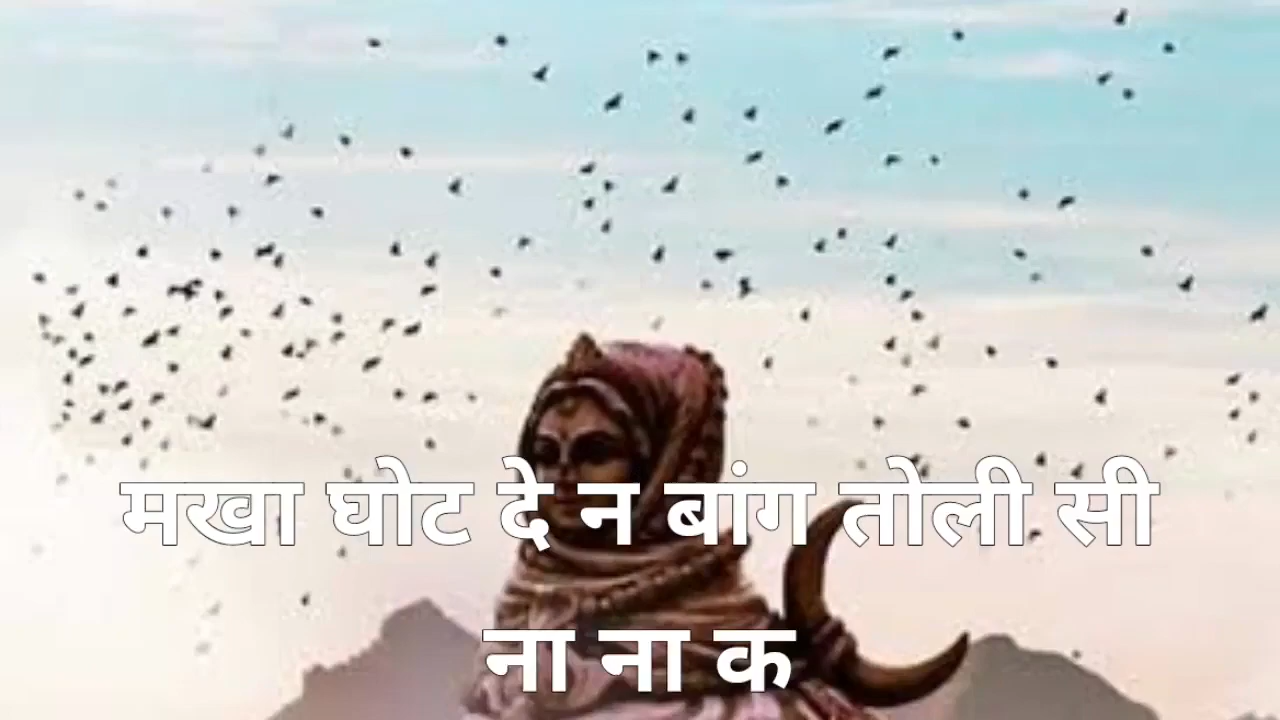 मखा घोट दे न बांग तोली सी
ना ना क